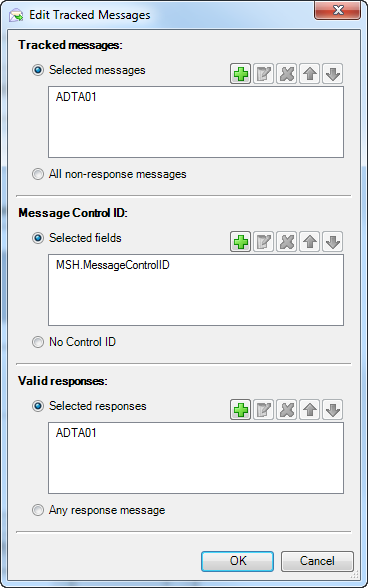 Edit Tracked Messages
Tracked messages:
Selected messages
ADTA01
All non-response messages
Message Control ID:
Selected fields
MSH.MessageControlID
No Control ID
Valid responses:
Selected responses
ADTA01
Any response message
OK
Cancel